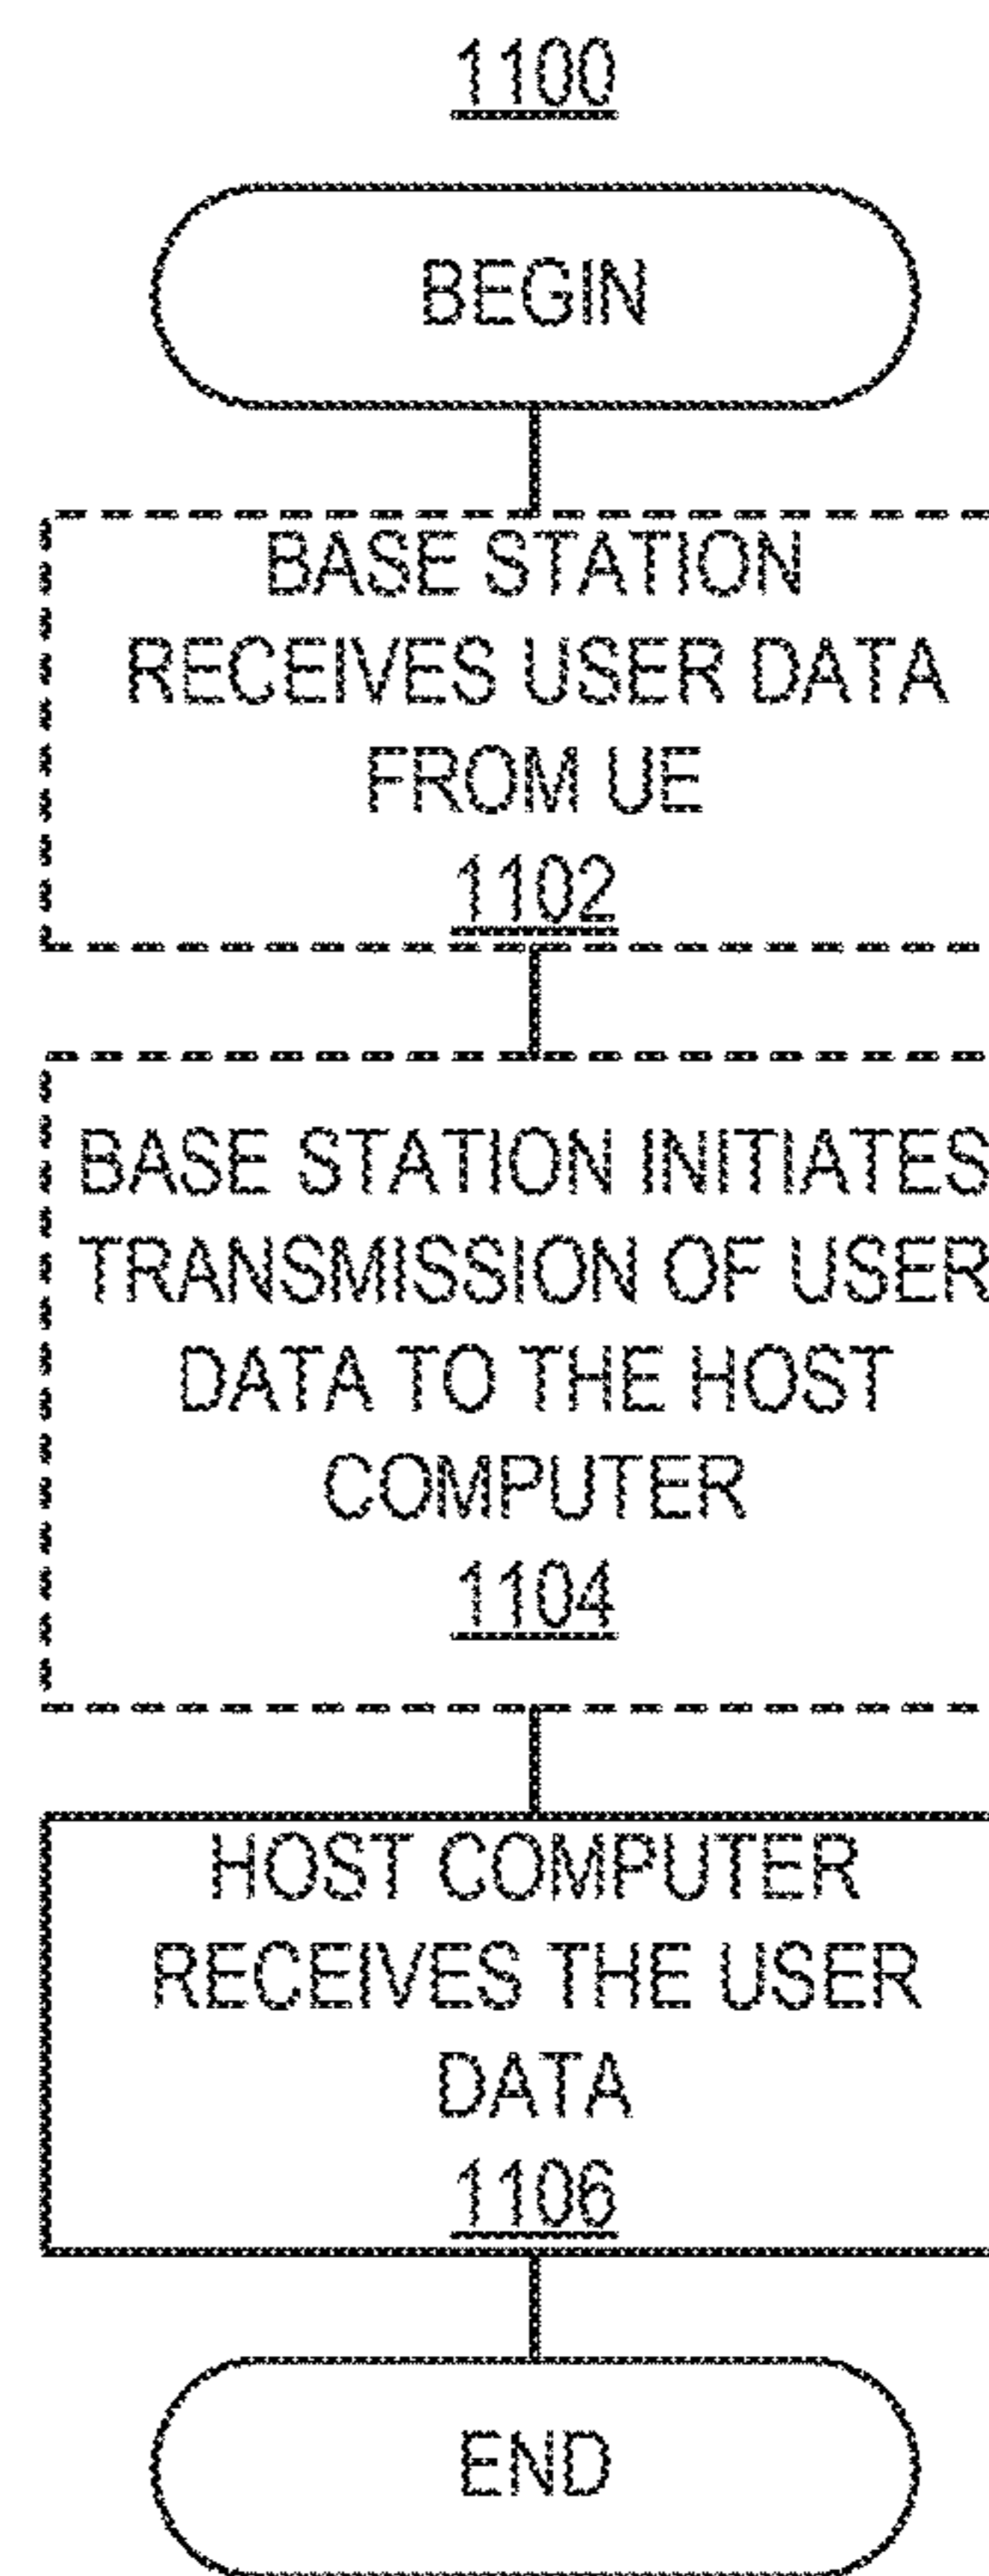 1100
BEGIN
BASE STATION
RECEIVES USER DATA
FROM UE
1102
BASE STATION INITIATES
TRANSMISSION OF USER
DATA TO THE HOST
COMPUTER
1104
HOST COMPUTER
RECEIVES THE USER
DATA
1106
END